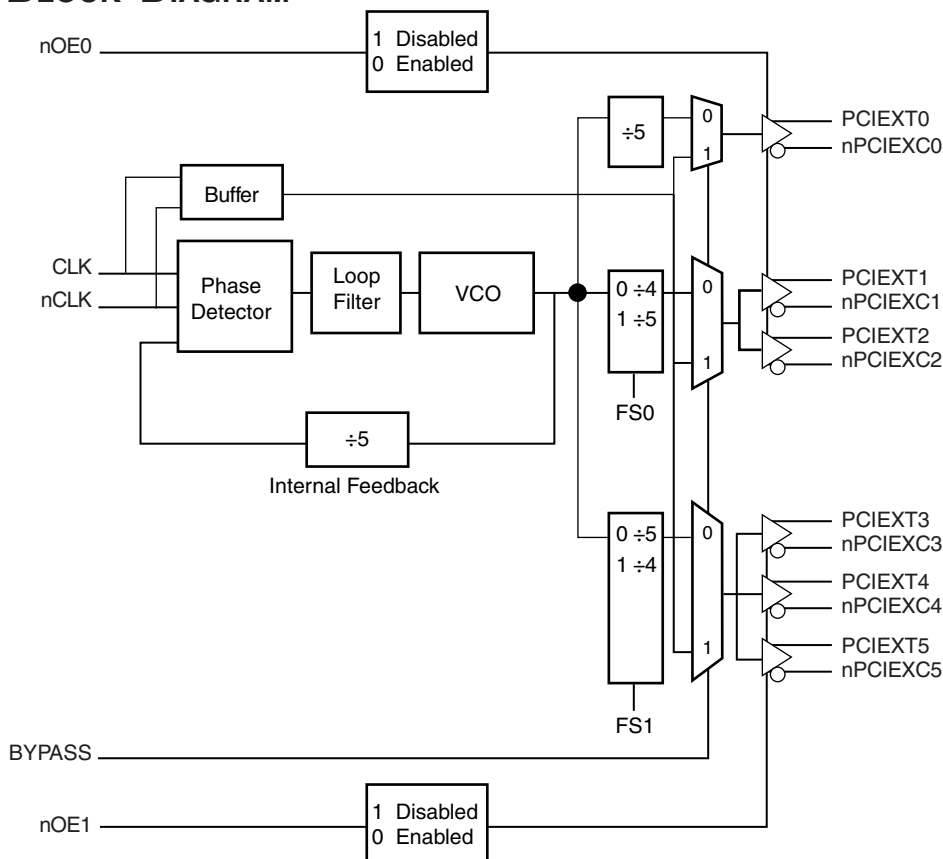 BLOCK DIAGRAM
nOE0
1 Disabled
0 Enabled
÷5
0
1
PCIEXT0
nPCIEXC0
Buffer
CLK
nCLK
Phase
Detector
Loop
Filter
VCO
0 ÷4
1 ÷5
FS0
0
1
PCIEXT1
nPCIEXC1
PCIEXT2
nPCIEXC2
÷5
Internal Feedback
0 ÷5
1 ÷4
FS1
0
1
PCIEXT3
nPCIEXC3
PCIEXT4
nPCIEXC4
PCIEXT5
nPCIEXC5
BYPASS
nOE1
1 Disabled
0 Enabled